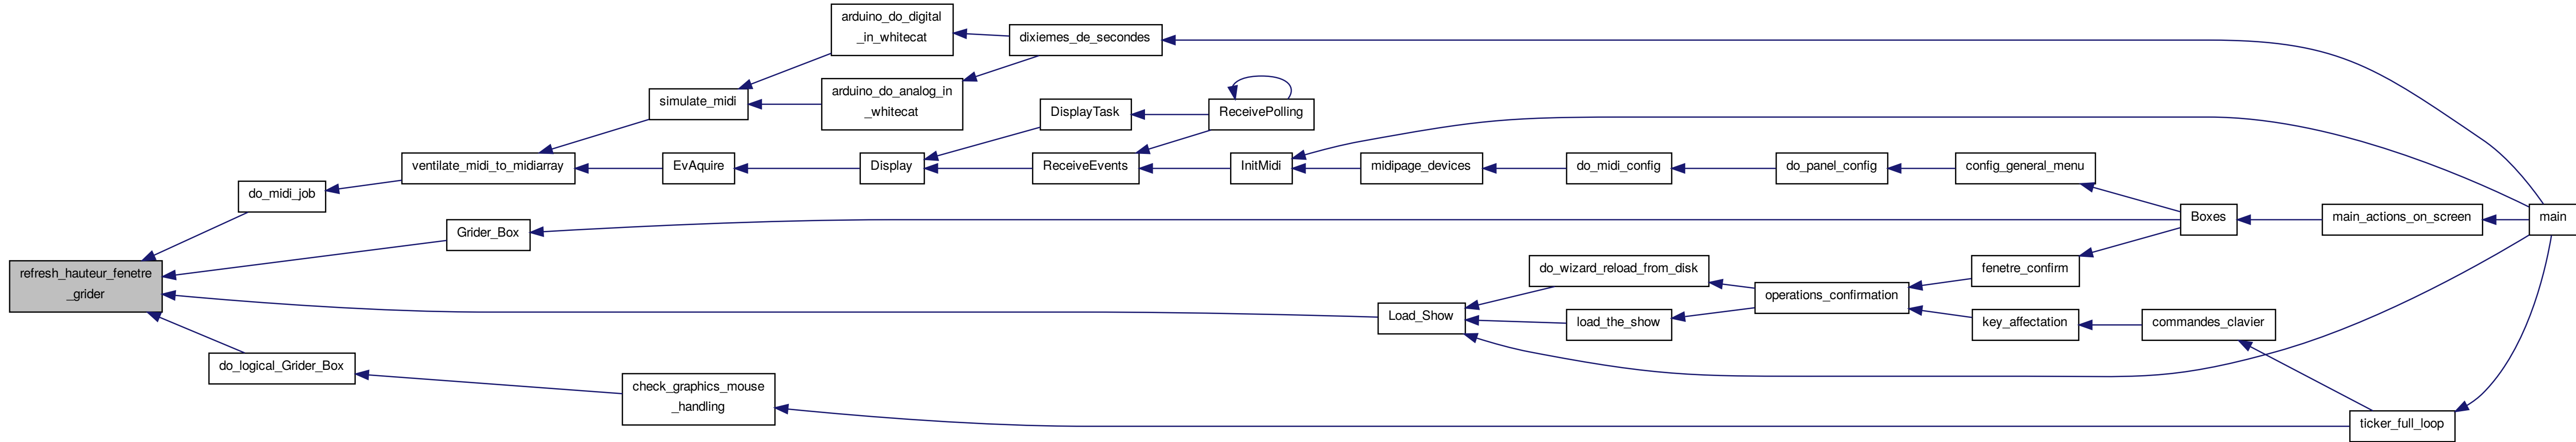 arduino_do_digital
_in_whitecat
dixiemes_de_secondes
arduino_do_analog_in
_whitecat
simulate_midi
DisplayTask
ReceivePolling
ventilate_midi_to_midiarray
EvAquire
Display
ReceiveEvents
InitMidi
midipage_devices
do_midi_config
do_panel_config
config_general_menu
do_midi_job
Grider_Box
Boxes
main_actions_on_screen
main
refresh_hauteur_fenetre
_grider
do_wizard_reload_from_disk
fenetre_confirm
operations_confirmation
Load_Show
load_the_show
key_affectation
commandes_clavier
do_logical_Grider_Box
check_graphics_mouse
_handling
ticker_full_loop